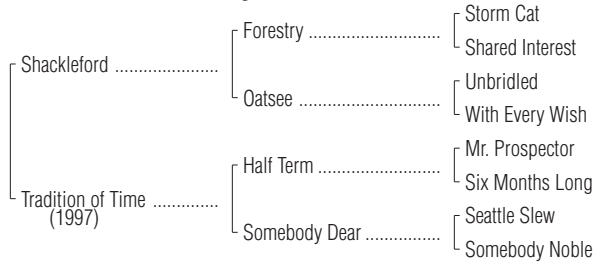 Storm Cat
Forestry ....................................
Shared Interest
Shackleford ......................
Unbridled
Oatsee ......................................
With Every Wish
Mr. Prospector
Half Term ..................................
Six Months Long
Tradition of Time ..............
(1997)
Seattle Slew
Somebody Dear ....................
Somebody Noble